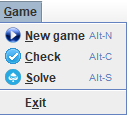 Game
New game Alt-N
Check Alt-C
Solve Alt-S
Exit